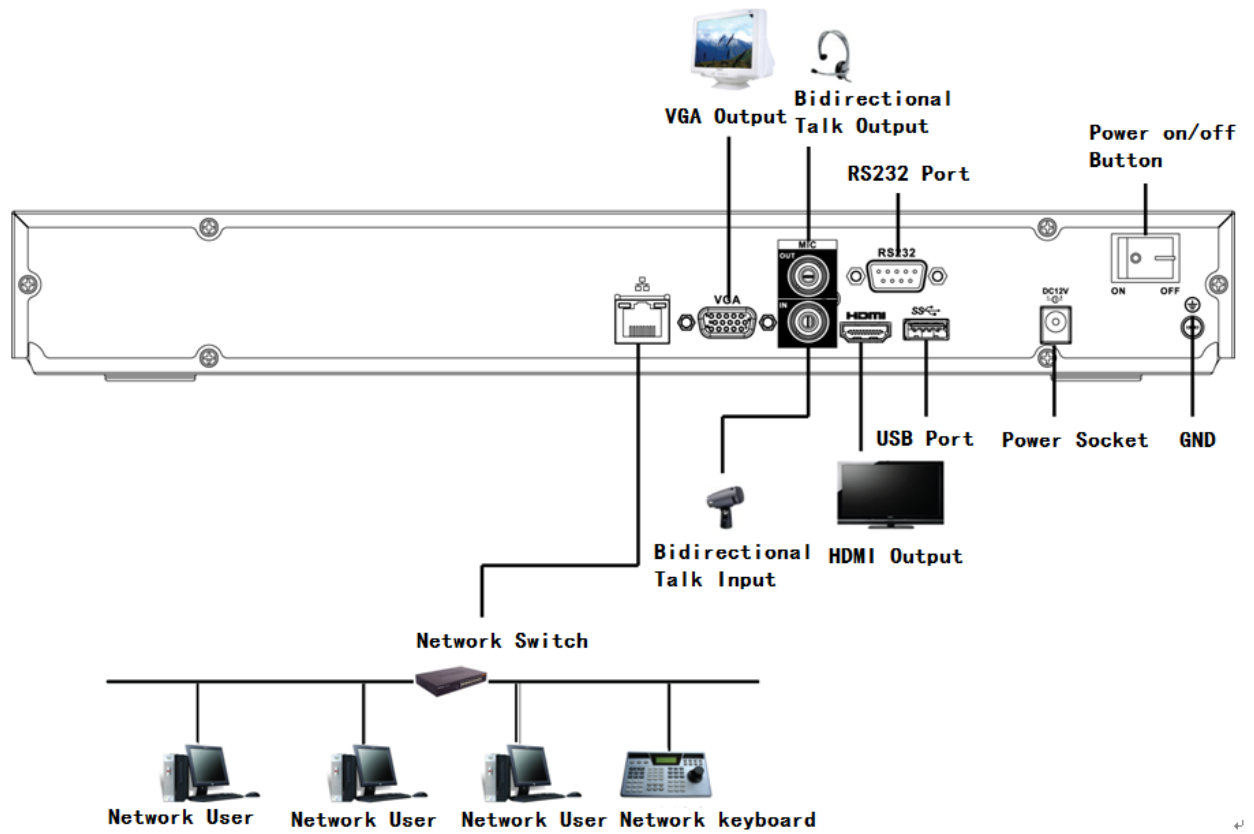 VGA Output
Bidirectional
Talk Output
Power on/off
Button
RS232 Port
MIC
OUT
RS232
ON OFF
VGA
IN
HDMI
SS
DC12V
USB Port
Power Socket
GND
Bidirectional
Talk Input
HDMI Output
Network Switch
Network User
Network User
Network User
Network keyboard